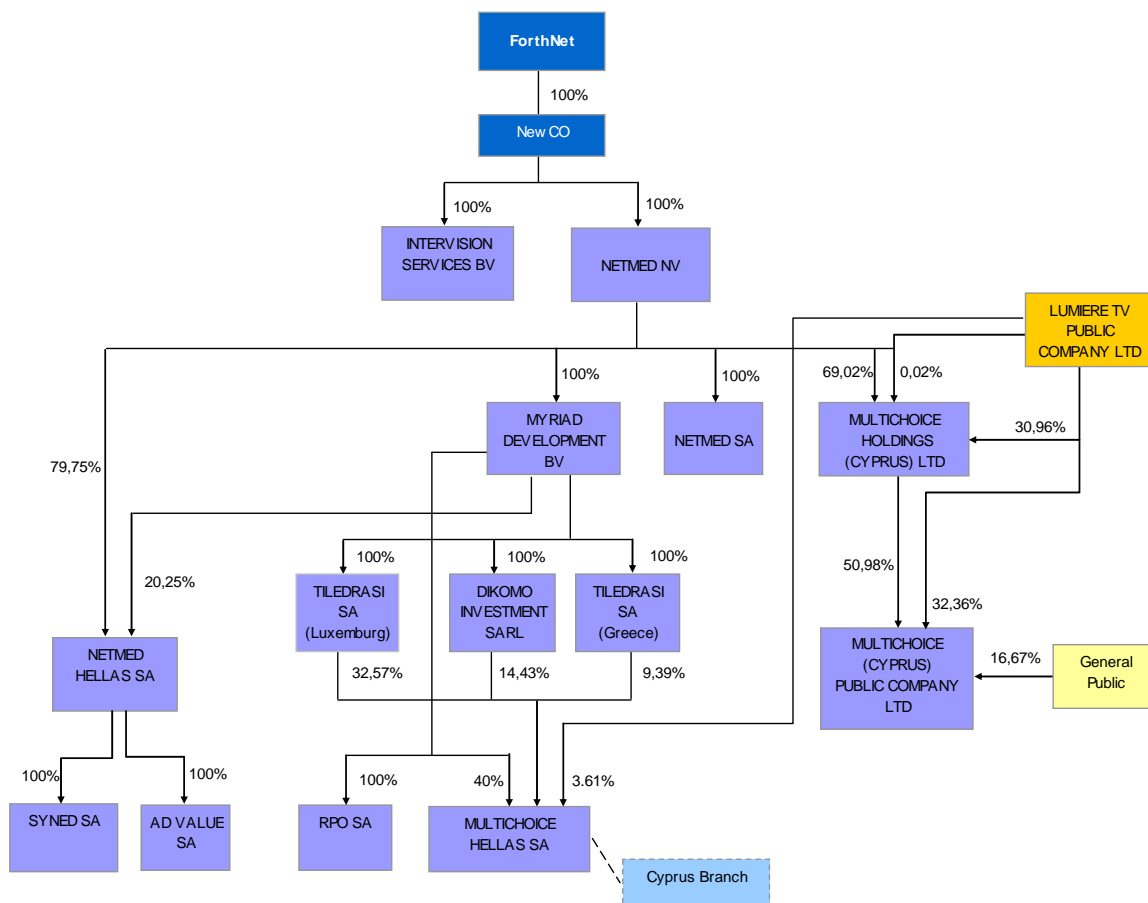 ForthNet
100%
New CO
100%
100%
INTERVISION
SERVICES BV
NETMED NV
LUMIERE TV
PUBLIC
COMPANY LTD
100%
100%
69,02%
0,02%
MYRIAD
DEVELOPMENT
BV
NETMED SA
MULTICHOICE
HOLDINGS
(CYPRUS) LTD
30,96%
79,75%
100%
100%
100%
20,25%
50,98%
32,36%
TILEDRASI
SA
(Luxemburg)
DIKOMO
INVESTMENT
SARL
TILEDRASI
SA
(Greece)
NETMED
HELLAS SA
32,57%
14,43%
9,39%
MULTICHOICE
(CYPRUS)
PUBLIC COMPANY
LTD
16,67%
General
Public
100%
100%
100%
40%
3.61%
SYNED SA
AD VALUE
SA
RPO SA
MULTICHOICE
HELLAS SA
Cyprus Branch